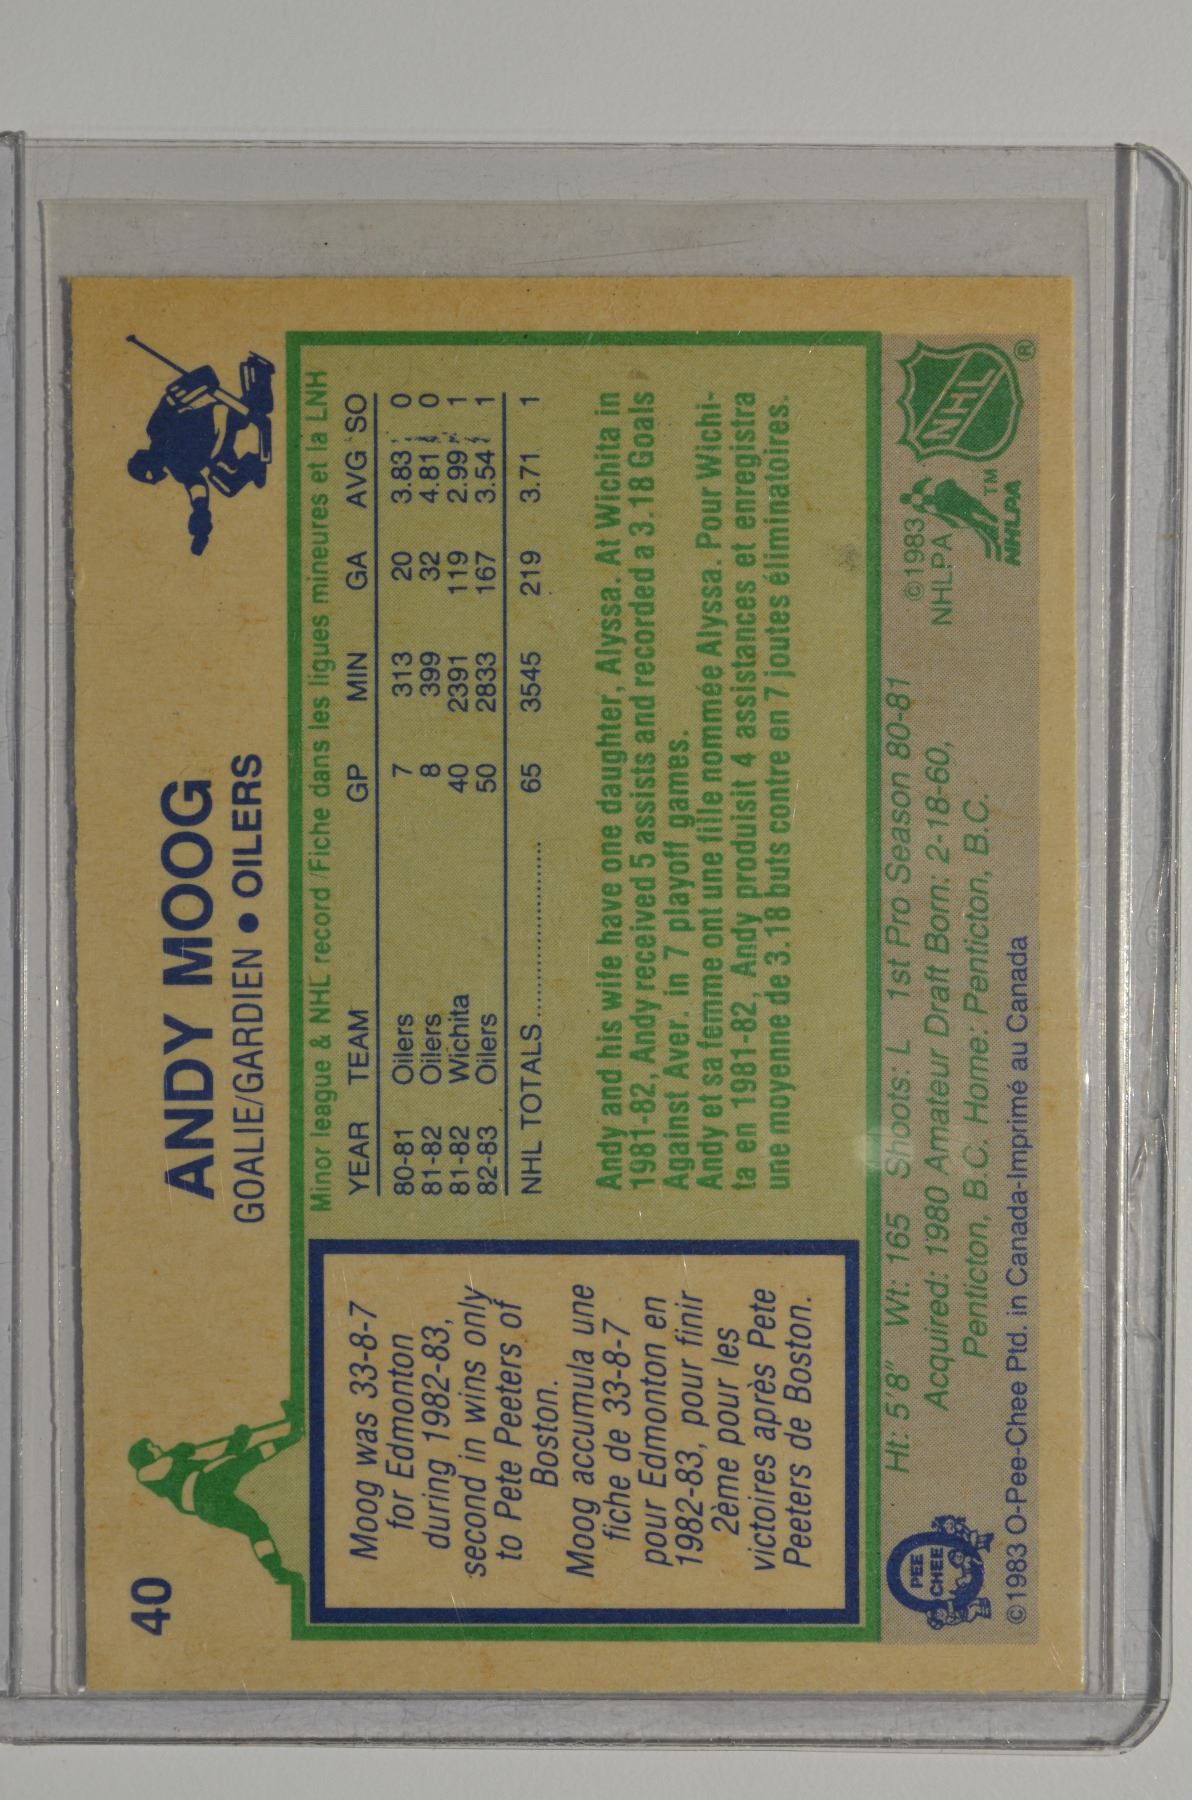 40
ANDY MOOG
GOALIE/GARDIEN • OILERS
Moog was 33-8-7
for Edmonton
during 1982-83,
second in wins only
to Pete Peeters of
Boston.
Moog accumula une
fiche de 33-8-7
pour Edmonton en
1982-83, pour finir
2ème pour les
victoires après Pete
Peeters de Boston.
Minor league & NHL record/Fiche dans les ligues mineures et la LNH
YEAR TEAM GP MIN GA AVG SO
80-81 Oilers 7 313 20 3.83 0
81-82 Oilers 8 399 32 4.81 0
81-82 Wichita 40 2391 119 2.99 1
82-83 Oilers 50 2833 167 3.54 1
NHL TOTALS.................... 65 3545 219 3.71 1
Andy and his wife have one daughter, Alyssa. At Wichita in
1981-82, Andy received 5 assists and recorded a 3.18 Goals
Against Aver. in 7 playoff games.
Andy et sa femme ont une fille nommée Alyssa. Pour Wichi-
ta en 1981-82, Andy produisit 4 assistances et enregistra
une moyenne de 3.18 buts contre en 7 joutes éliminatoires.
Ht: 5'8" Wt: 165 Shoots: L 1st Pro Season 80-81
Acquired: 1980 Amateur Draft Born: 2-18-60,
Penticton, B.C. Home: Penticton, B.C.
PEE
CHEE
©1983 O-Pee-Chee Ptd. in Canada-Imprimé au Canada
©1983
NHLPA
NHLPA
TM
NHL
®